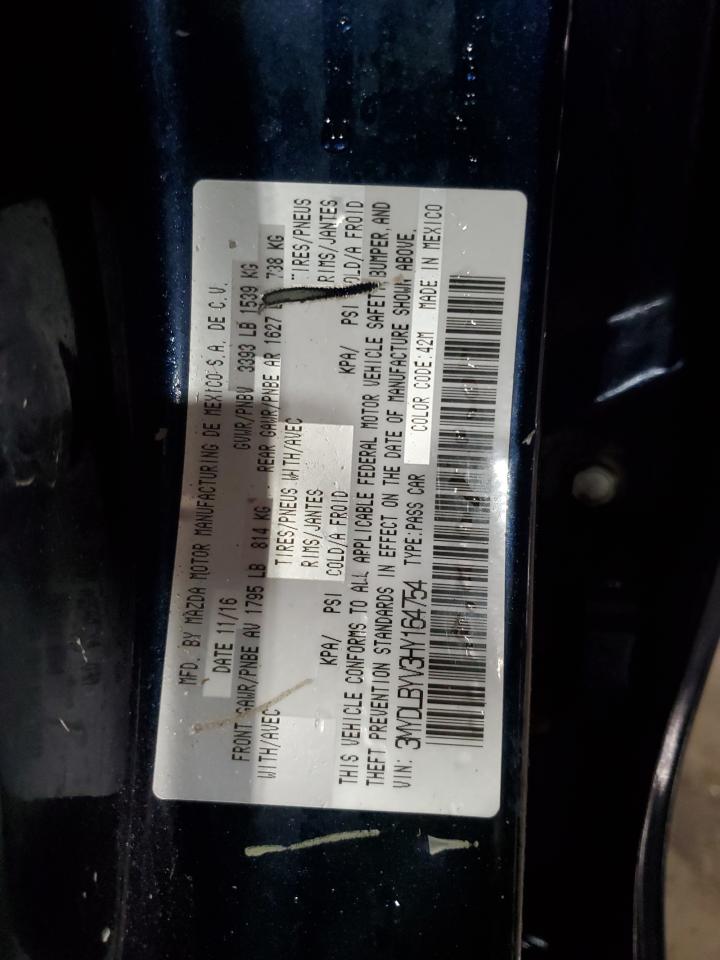 MFD. BY MAZDA MOTOR MANUFACTURING DE MEXICO S.A. DE C.V.
DATE 11/16 GVWR/PNBV 3393 LB 1539 KG
FRONT GAWR/PNBE AV 1795 LB 814 KG REAR GAWR/PNBE AR 1627 738 KG
WITH/AVEC TIRES/PNEUS WITH/AVEC TIRES/PNEUS
RIMS/JANTES RIMS/JANTES
KPA/ PSI COLD/A FROID KPA/ PSI COLD/A FROID
THIS VEHICLE CONFORMS TO ALL APPLICABLE FEDERAL MOTOR VEHICLE SAFETY, BUMPER, AND
THEFT PREVENTION STANDARDS IN EFFECT ON THE DATE OF MANUFACTURE SHOWN ABOVE.
VIN: 3MYDLBYV3HY164754 TYPE:PASS CAR COLOR CODE:42M MADE IN MEXICO